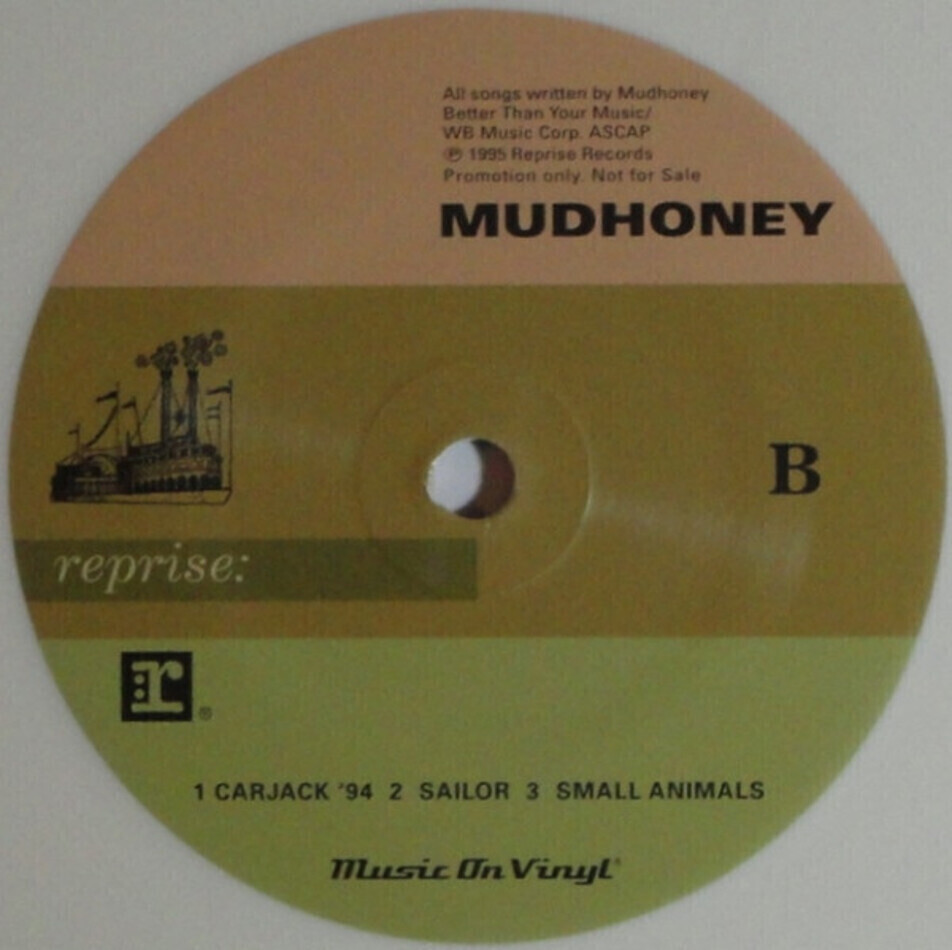 All songs written by Mudhoney
Better Than Your Music/
WB Music Corp. ASCAP
℗ 1995 Reprise Records
Promotion only. Not for Sale
MUDHONEY
B
reprise:
:r®
1 CARJACK '94 2 SAILOR 3 SMALL ANIMALS
Music On Vinyl